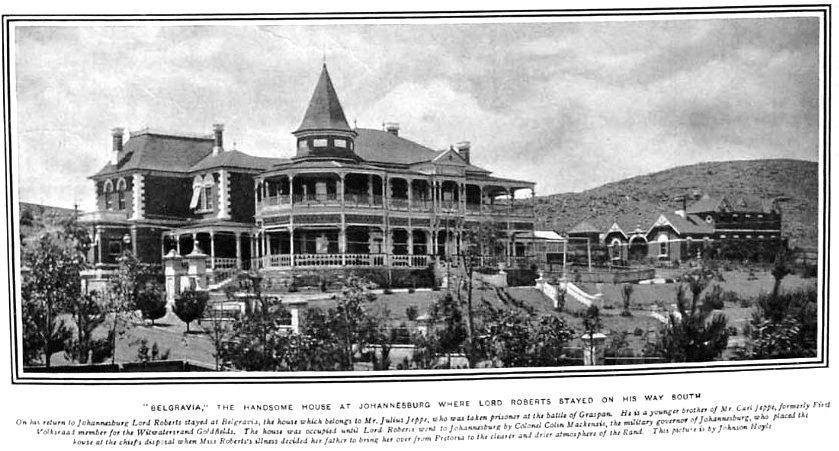 "BELGRAVIA," THE HANDSOME HOUSE AT JOHANNESBURG WHERE LORD ROBERTS STAYED ON HIS WAY SOUTH
On his return to Johannesburg Lord Roberts stayed at Belgravia, the house which belongs to Mr. Julius Jeppe, who was taken prisoner at the battle of Graspan. He is a younger brother of Mr. Carl Jeppe, formerly First
Volksraad member for the Witwatersrand Goldfields. The house was occupied until Lord Roberts went to Johannesburg by Colonel Colin Mackenzie, the military governor of Johannesburg, who placed the
house at the chief's disposal when Miss Roberts's illness decided her father to bring her over from Pretoria to the clearer and drier atmosphere of the Rand. This picture is by Johnson Hoyle